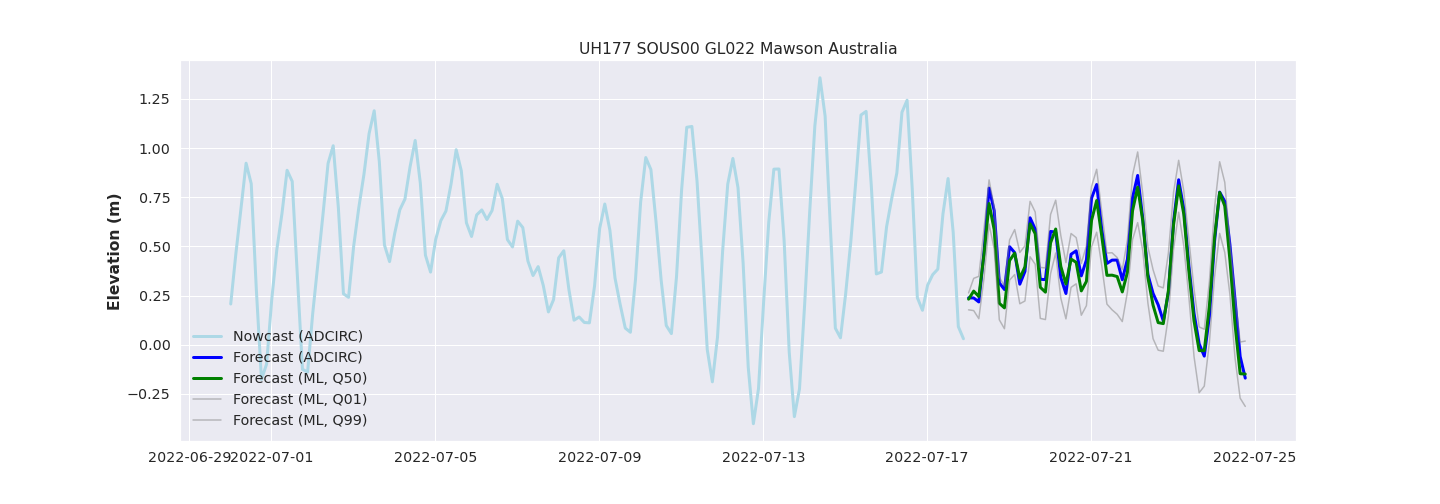 UH177 SOUS00 GL022 Mawson Australia
Elevation (m)
1.25
1.00
0.75
0.50
0.25
0.00
−0.25
Nowcast (ADCIRC)
Forecast (ADCIRC)
Forecast (ML, Q50)
Forecast (ML, Q01)
Forecast (ML, Q99)
2022-06-29 2022-07-01 2022-07-05 2022-07-09 2022-07-13 2022-07-17 2022-07-21 2022-07-25